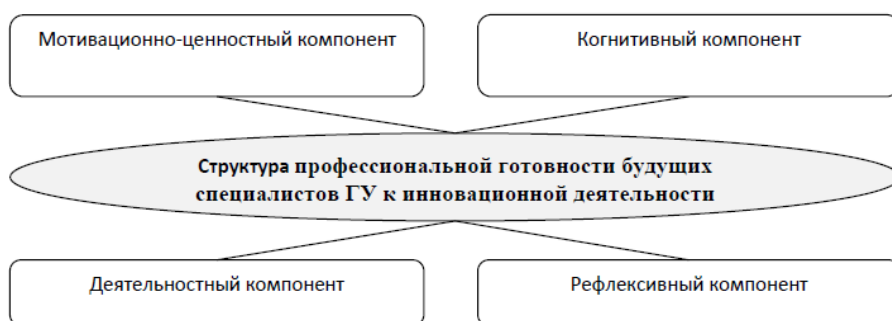 Мотивационно-ценностный компонент
Когнитивный компонент
Структура профессиональной готовности будущих
специалистов ГУ к инновационной деятельности
Деятельностный компонент
Рефлексивный компонент